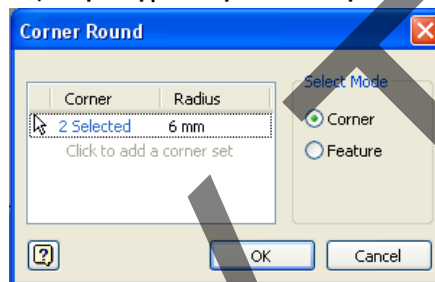 Corner Round
Select Mode
Corner Radius
2 Selected 6 mm
Click to add a corner set
Corner
Feature
OK
Cancel